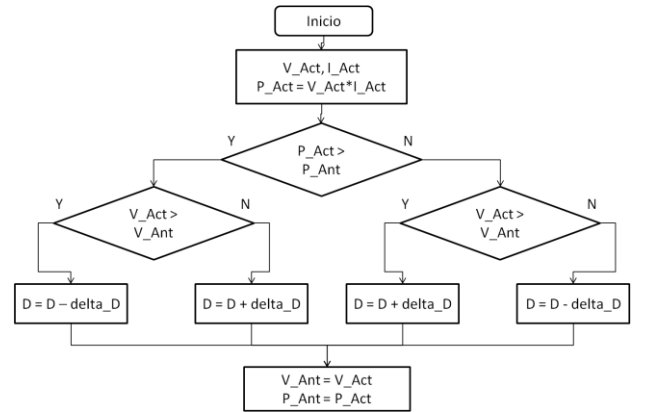 Inicio
V_Act, I_Act
P_Act = V_Act*I_Act
Y
N
P_Act >
P_Ant
Y
N
Y
N
V_Act >
V_Ant
V_Act >
V_Ant
D = D – delta_D
D = D + delta_D
D = D + delta_D
D = D - delta_D
V_Ant = V_Act
P_Ant = P_Act